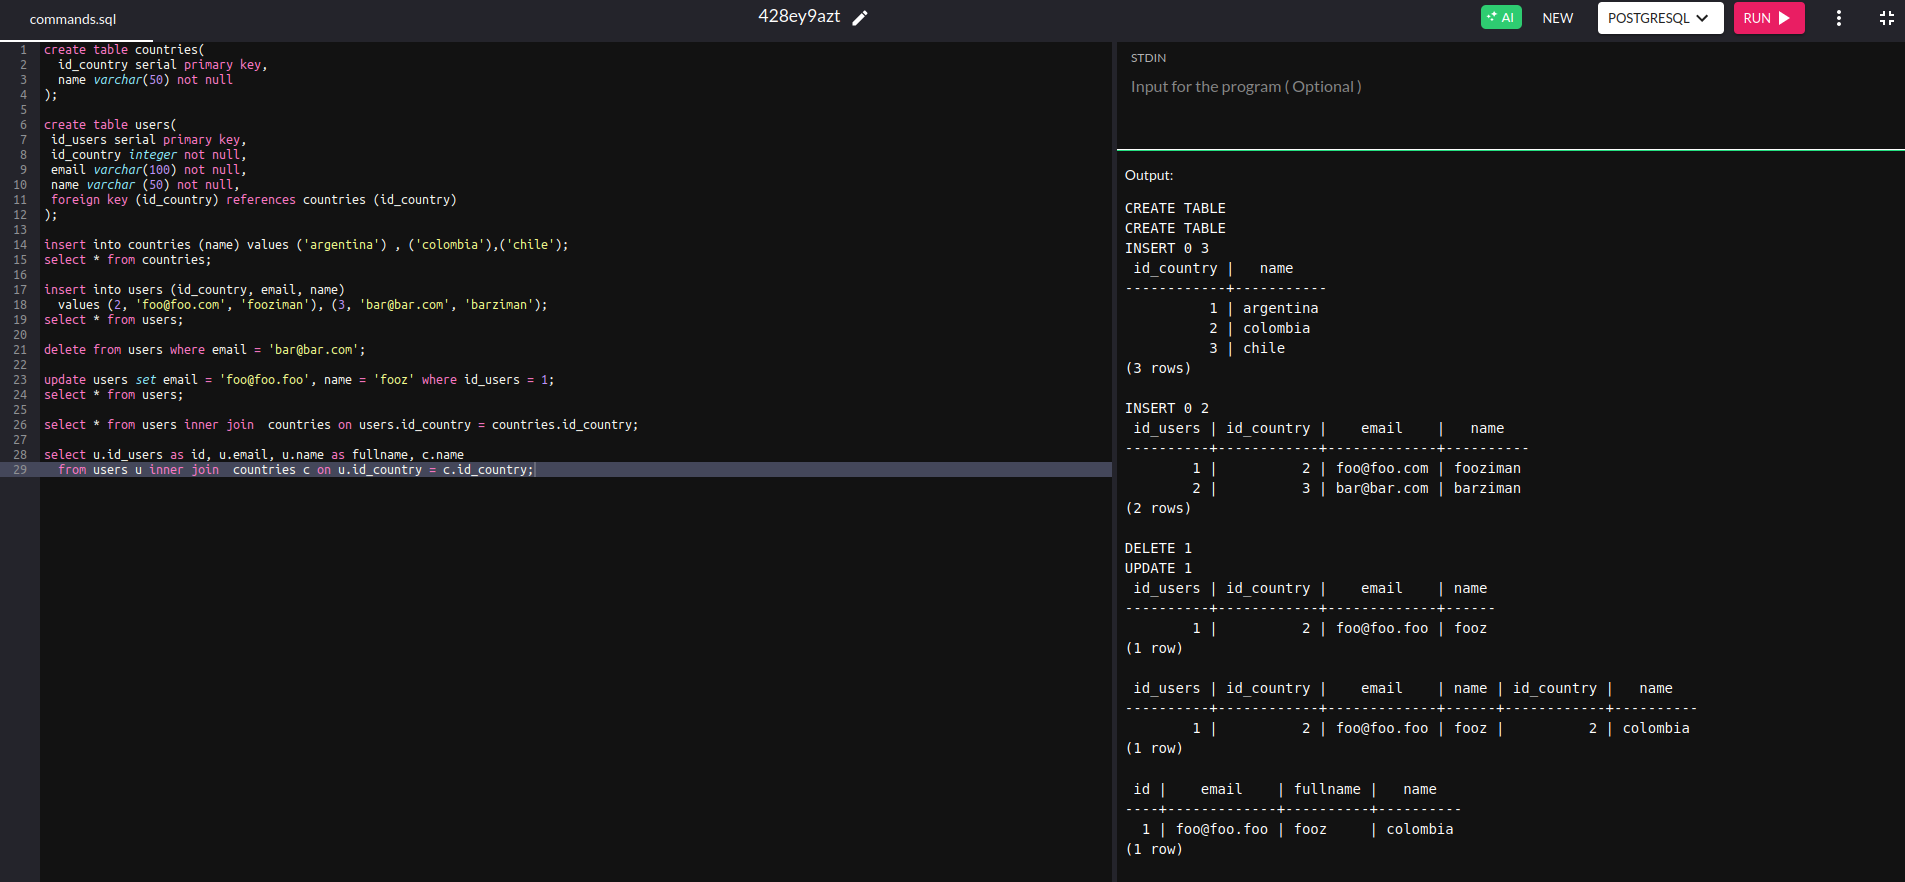 commands.sql
428ey9azt
AI NEW POSTGRESQL RUN
1 create table countries(
2   id_country serial primary key,
3   name varchar(50) not null
4 );
5
6 create table users(
7  id_users serial primary key,
8  id_country integer not null,
9  email varchar(100) not null,
10  name varchar (50) not null,
11  foreign key (id_country) references countries (id_country)
12 );
13
14 insert into countries (name) values ('argentina') , ('colombia'),('chile');
15 select * from countries;
16
17 insert into users (id_country, email, name)
18   values (2, 'foo@foo.com', 'fooziman'), (3, 'bar@bar.com', 'barziman');
19 select * from users;
20
21 delete from users where email = 'bar@bar.com';
22
23 update users set email = 'foo@foo.foo', name = 'fooz' where id_users = 1;
24 select * from users;
25
26 select * from users inner join  countries on users.id_country = countries.id_country;
27
28 select u.id_users as id, u.email, u.name as fullname, c.name
29   from users u inner join  countries c on u.id_country = c.id_country;
STDIN
Input for the program ( Optional )
Output:
CREATE TABLE
CREATE TABLE
INSERT 0 3
 id_country |   name
------------+-----------
          1 | argentina
          2 | colombia
          3 | chile
(3 rows)

INSERT 0 2
 id_users | id_country |    email    |   name
----------+------------+-------------+----------
        1 |          2 | foo@foo.com | fooziman
        2 |          3 | bar@bar.com | barziman
(2 rows)

DELETE 1
UPDATE 1
 id_users | id_country |    email    | name
----------+------------+-------------+------
        1 |          2 | foo@foo.foo | fooz
(1 row)

 id_users | id_country |    email    | name | id_country |   name
----------+------------+-------------+------+------------+----------
        1 |          2 | foo@foo.foo | fooz |          2 | colombia
(1 row)

 id |    email    | fullname |   name
----+-------------+----------+----------
  1 | foo@foo.foo | fooz     | colombia
(1 row)